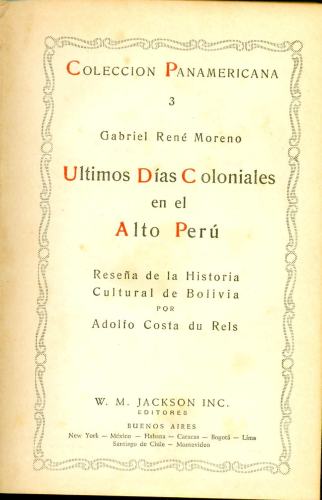 COLECCION PANAMERICANA
3
Gabriel René Moreno
Ultimos Días Coloniales
en el
Alto Perú
Reseña de la Historia
Cultural de Bolivia
POR
Adolfo Costa du Rels
W. M. JACKSON INC.
EDITORES
BUENOS AIRES
New York — México — Habana — Caracas — Bogotá — Lima
Santiago de Chile — Montevideo